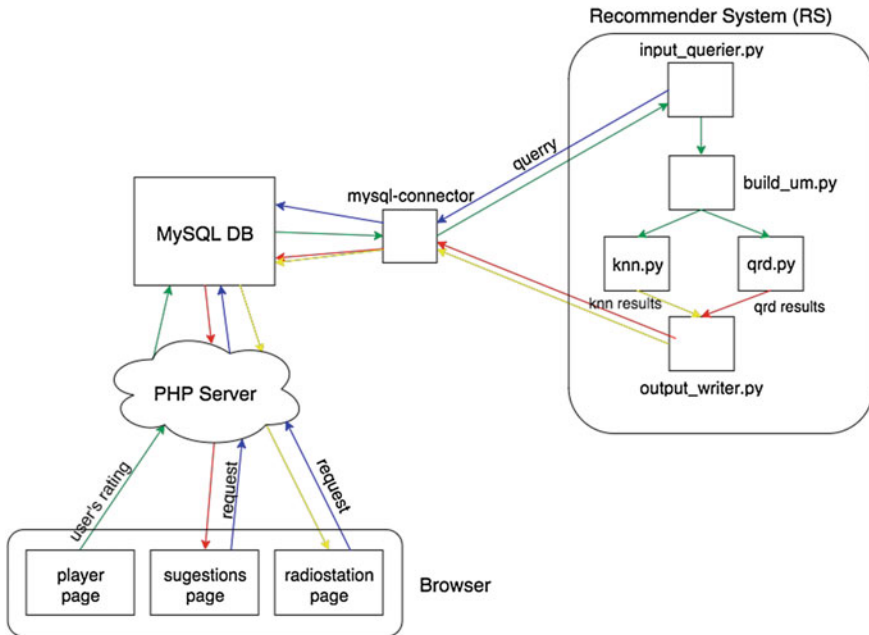 Recommender System (RS)
input_querier.py
querry
build_um.py
mysql-connector
MySQL DB
knn.py
qrd.py
knn results
qrd results
output_writer.py
PHP Server
user's rating
request
request
player
page
sugestions
page
radiostation
page
Browser